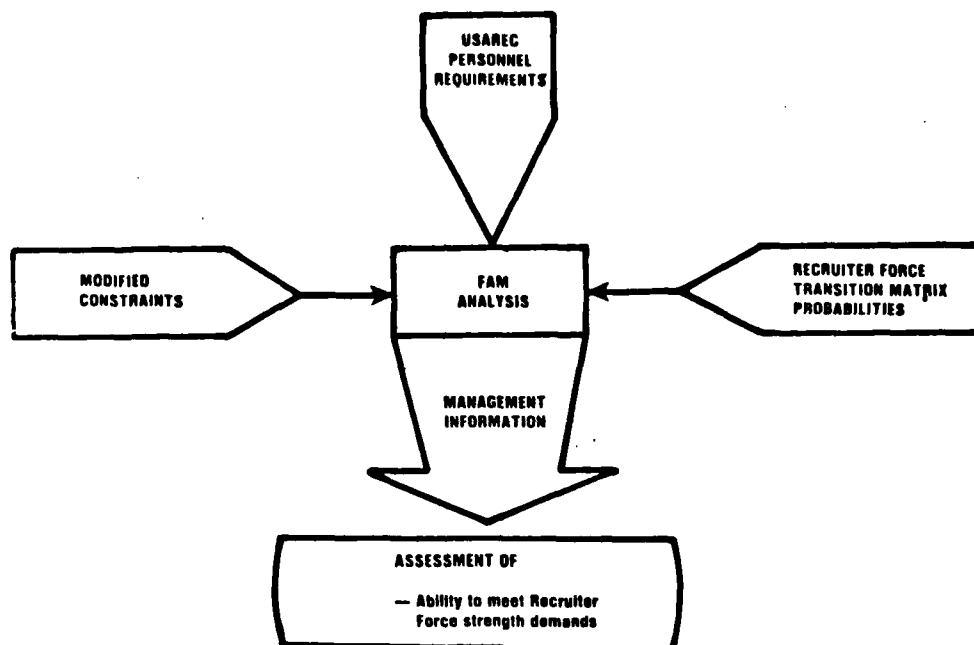 USAREC
PERSONNEL
REQUIREMENTS
MODIFIED
CONSTRAINTS
FAM
ANALYSIS
RECRUITER FORCE
TRANSITION MATRIX
PROBABILITIES
MANAGEMENT
INFORMATION
ASSESSMENT OF
— Ability to meet Recruiter
Force strength demands